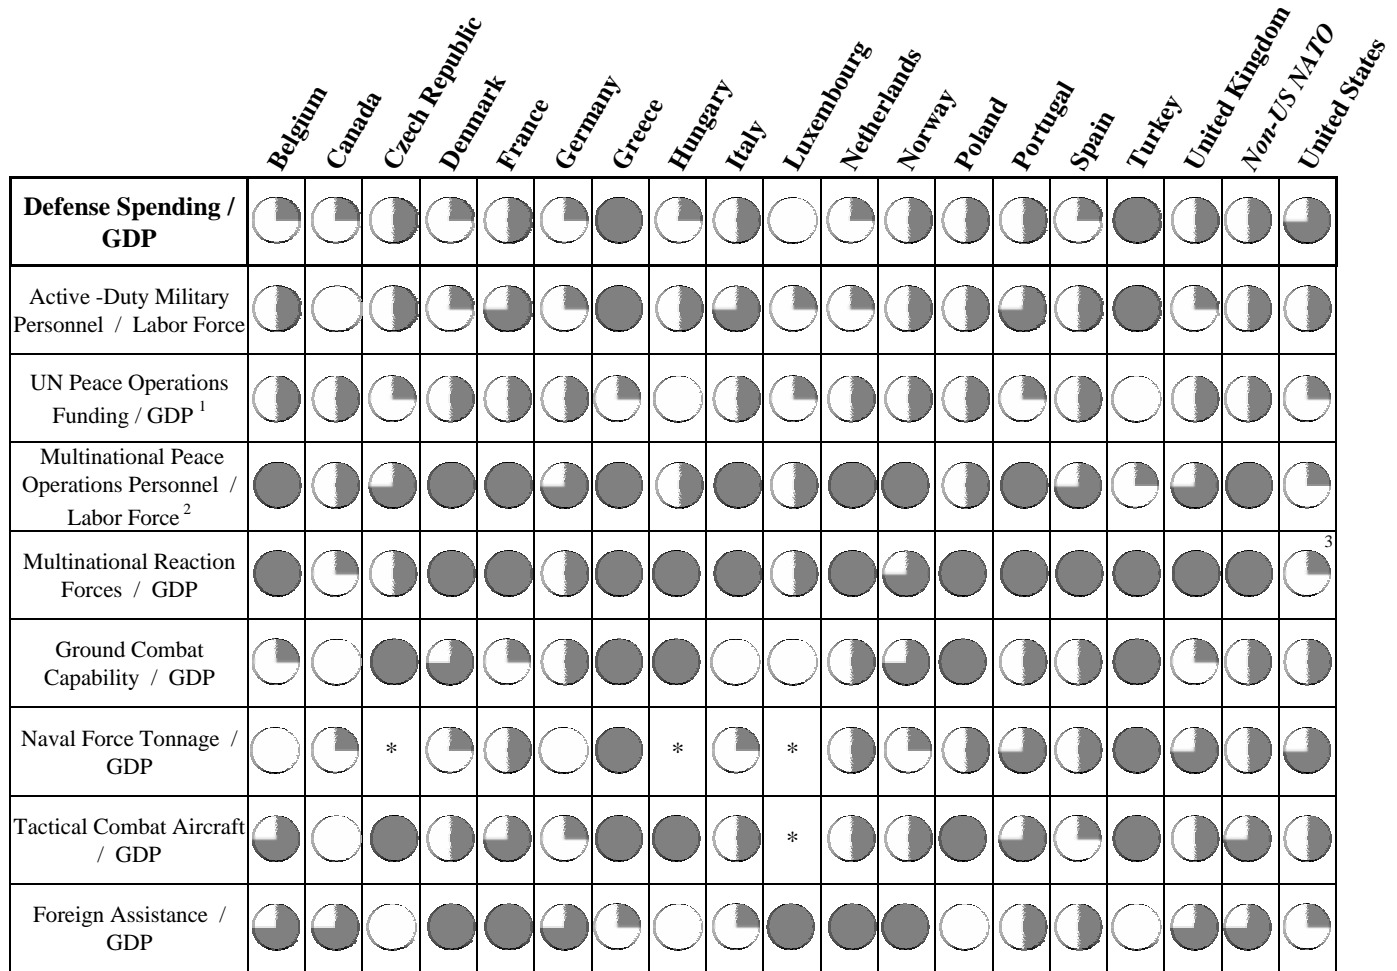 Belgium
Canada
Czech Republic
Denmark
France
Germany
Greece
Hungary
Italy
Luxembourg
Netherlands
Norway
Poland
Portugal
Spain
Turkey
United Kingdom
Non-US NATO
United States
Defense Spending /
GDP
Active -Duty Military
Personnel / Labor Force
UN Peace Operations
Funding / GDP 1
Multinational Peace
Operations Personnel /
Labor Force 2
Multinational Reaction
Forces / GDP
3
Ground Combat
Capability / GDP
Naval Force Tonnage /
GDP
* * *
Tactical Combat Aircraft
/ GDP
*
Foreign Assistance /
GDP